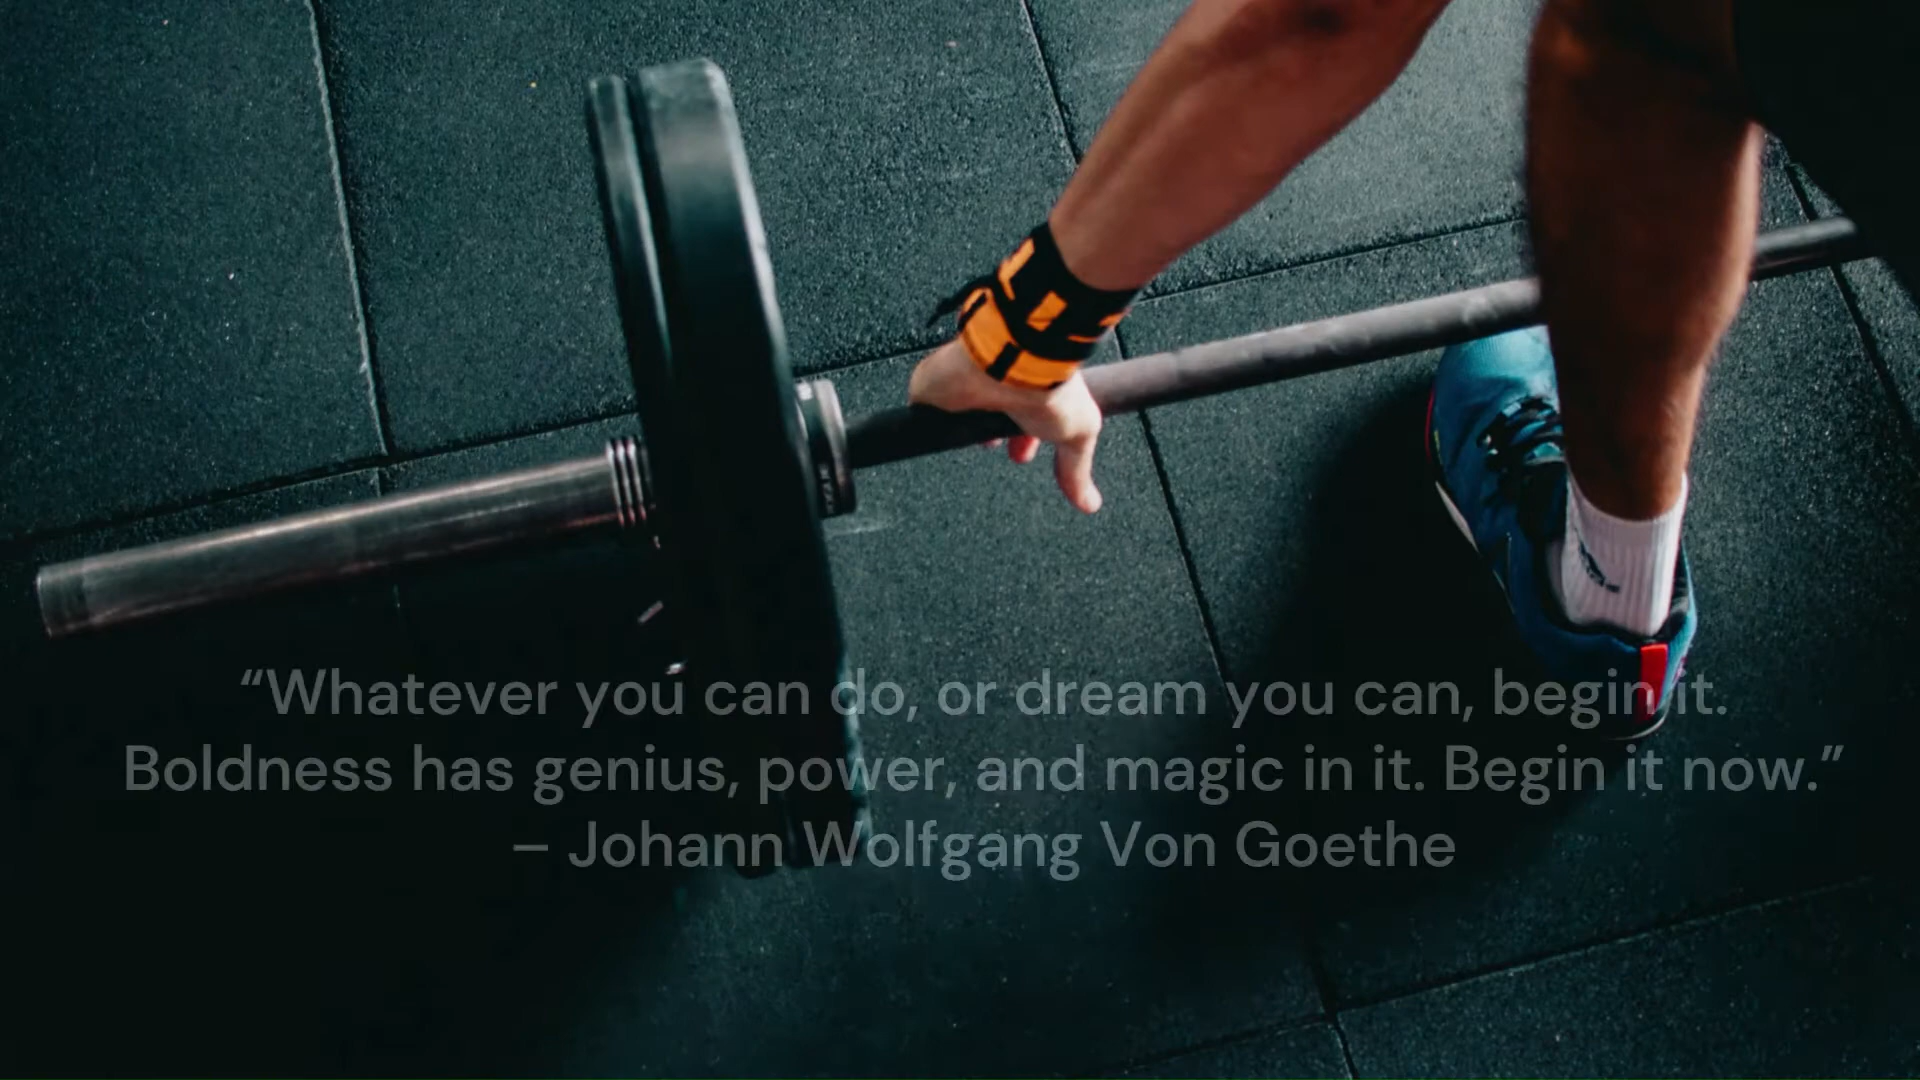 “Whatever you can do, or dream you can, begin it.
Boldness has genius, power, and magic in it. Begin it now.”
– Johann Wolfgang Von Goethe